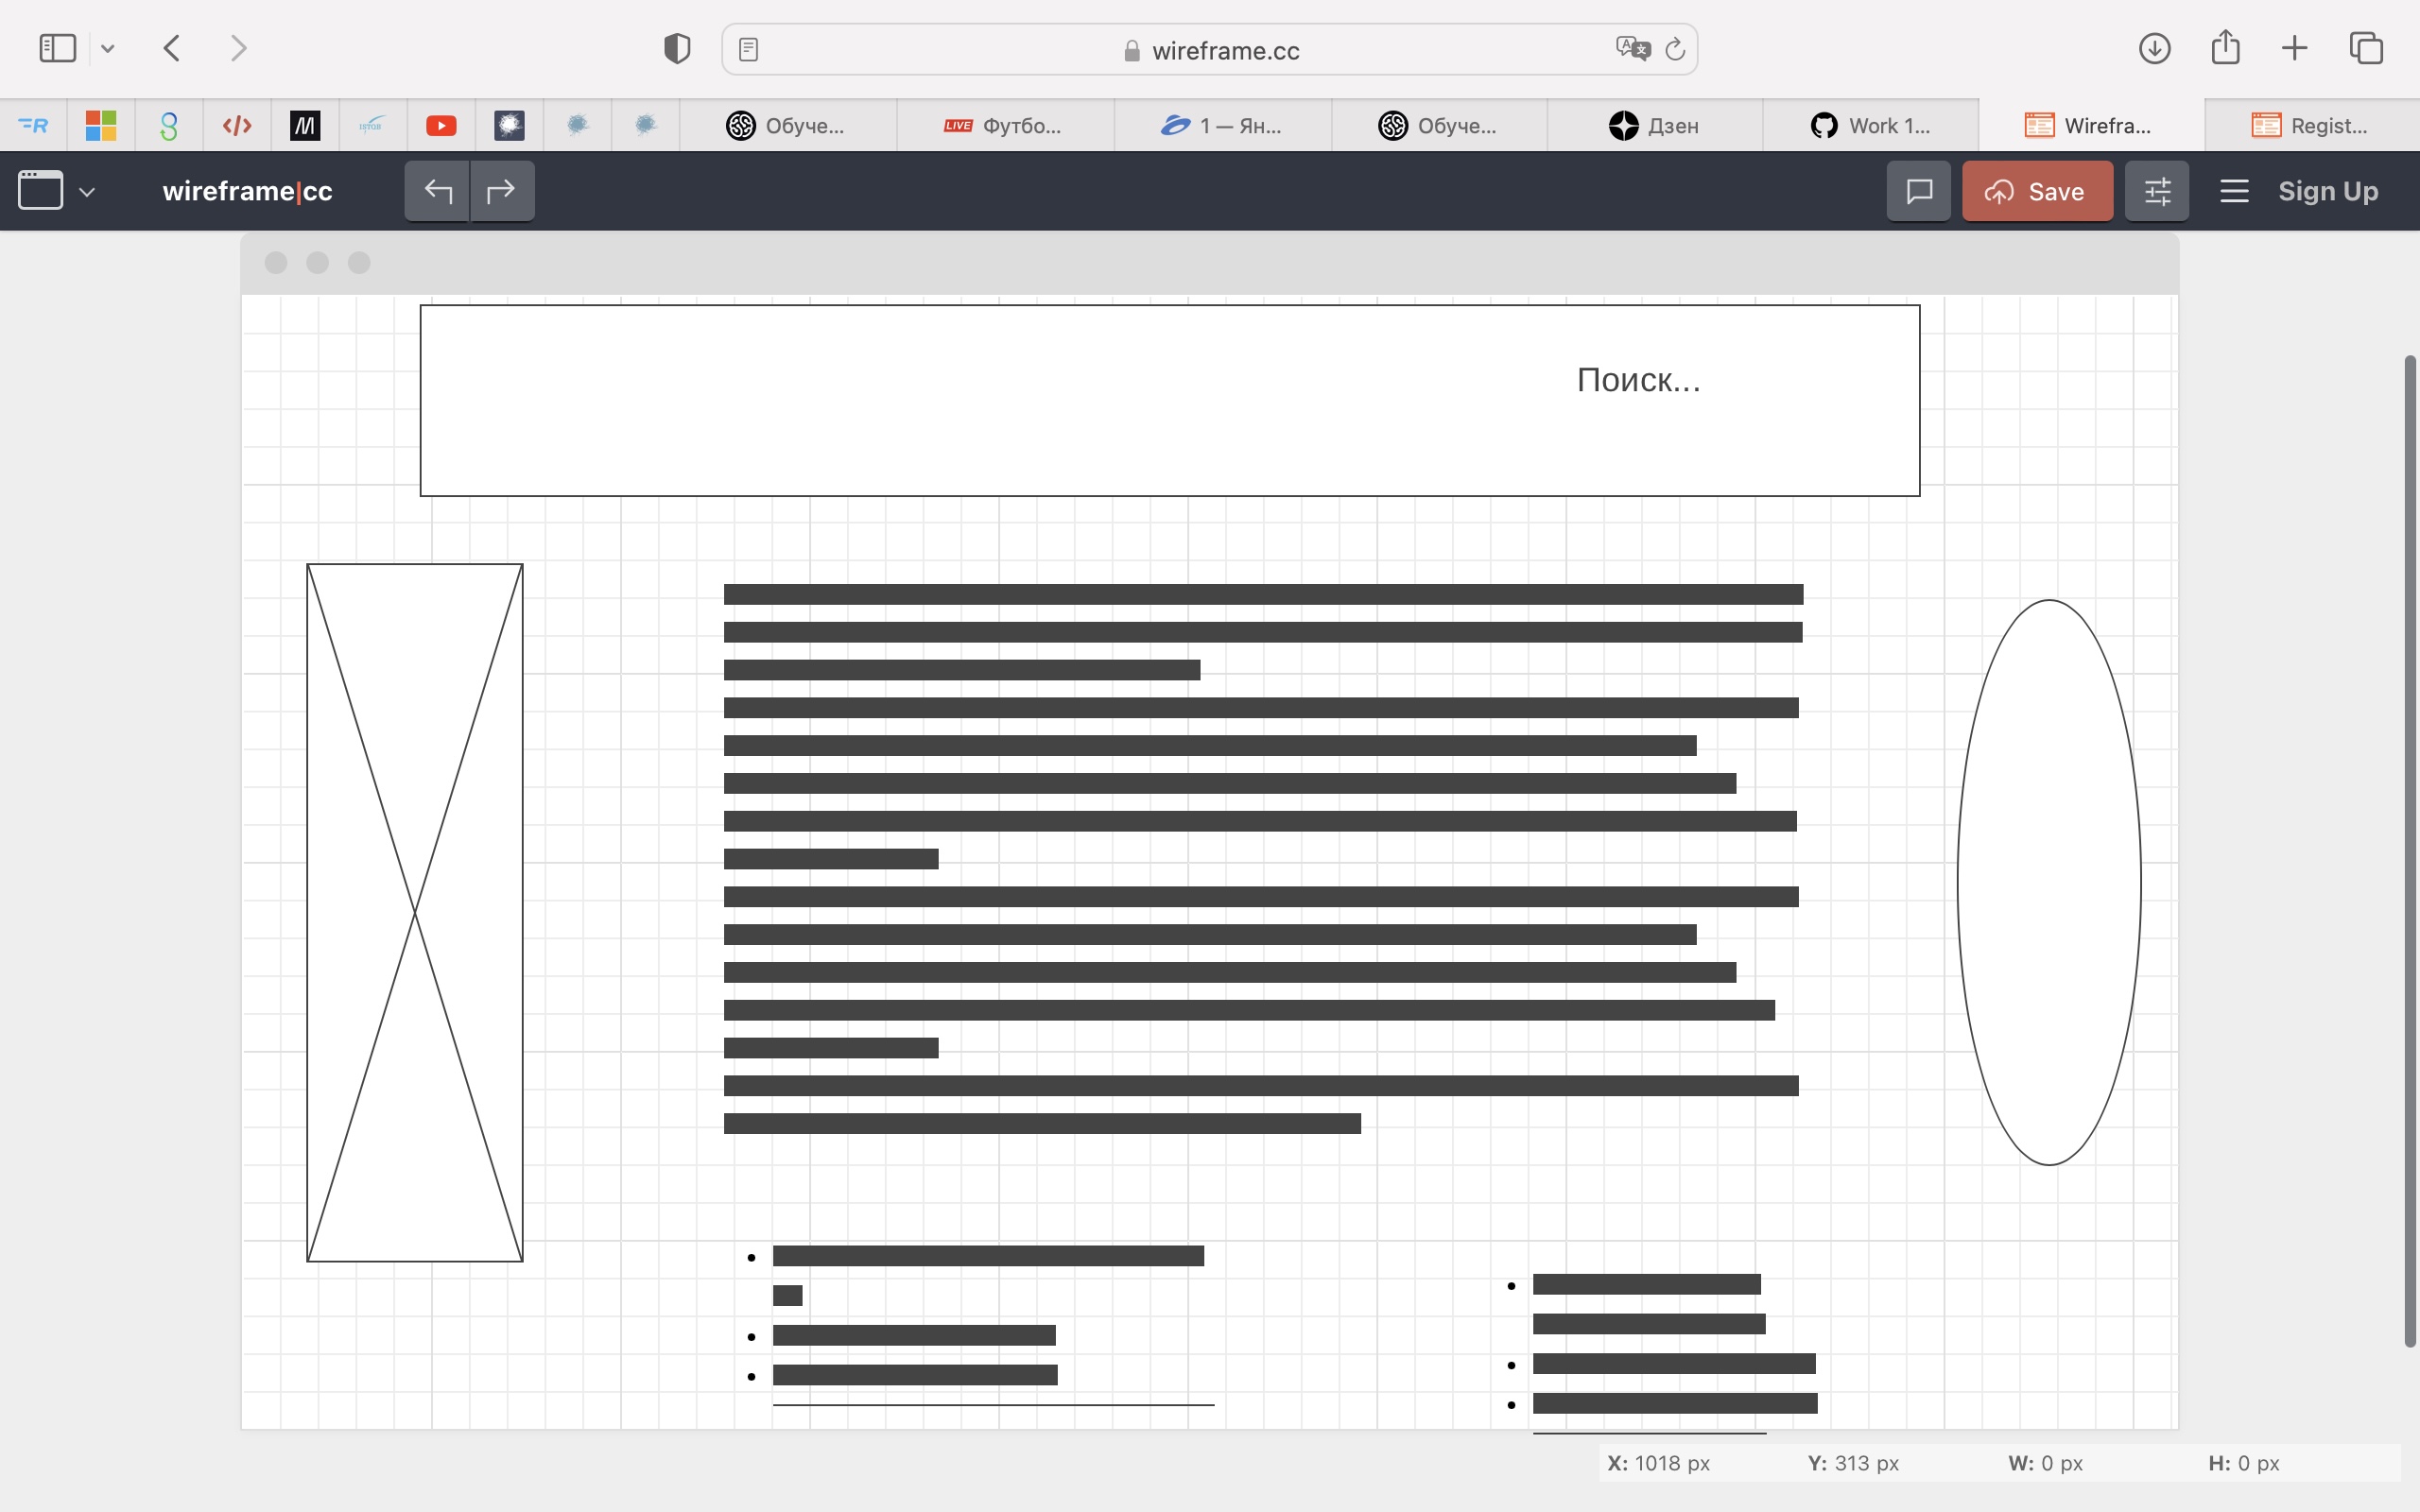 wireframe.cc
Обуче...
LIVE Футбо...
1 — Ян...
Обуче...
Дзен
Work 1...
Wirefra...
Regist...
wireframe|cc
Save
Sign Up
Поиск...
X: 1018 px Y: 313 px W: 0 px H: 0 px